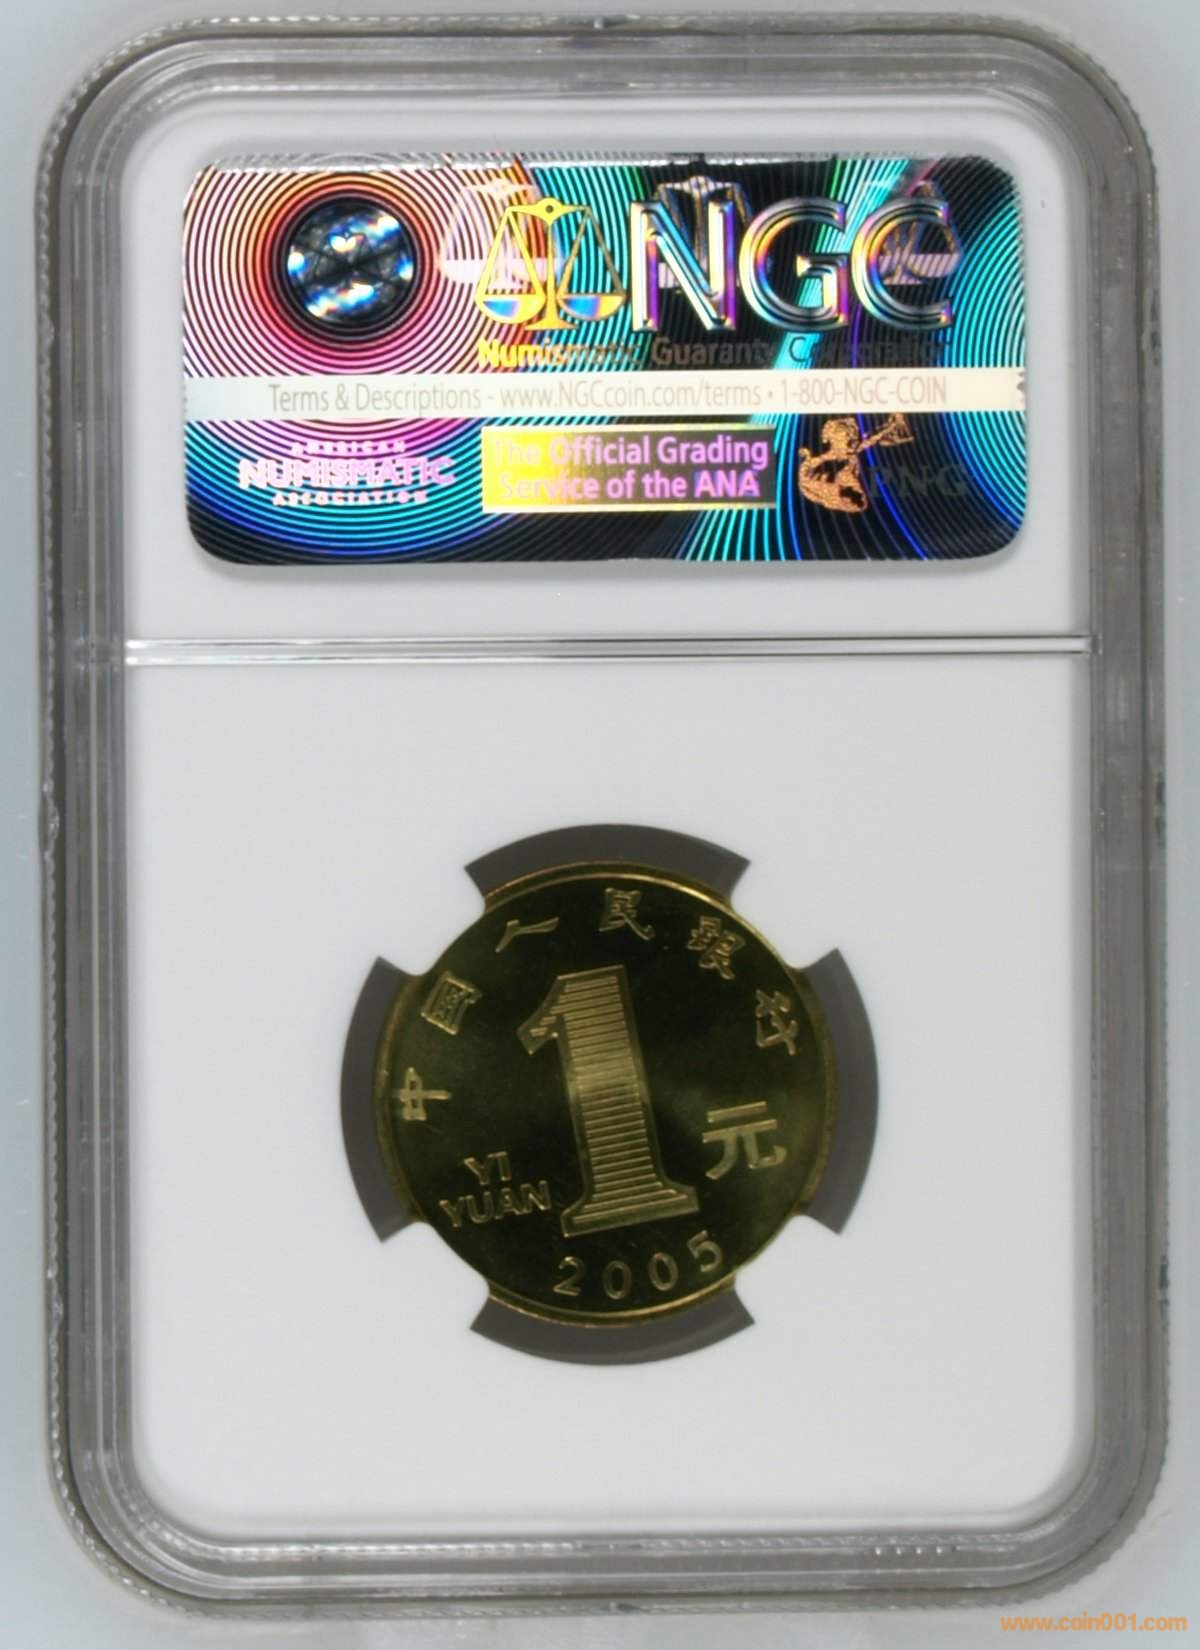 NGC
Numismatic Guaranty Corporation
Terms & Descriptions - www.NGCcoin.com/terms • 1-800-NGC-COIN
AMERICAN
NUMISMATIC
ASSOCIATION
The Official Grading
Service of the ANA
PNG
中国人民银行
1
元
YI
YUAN
2005
www.coin001.com